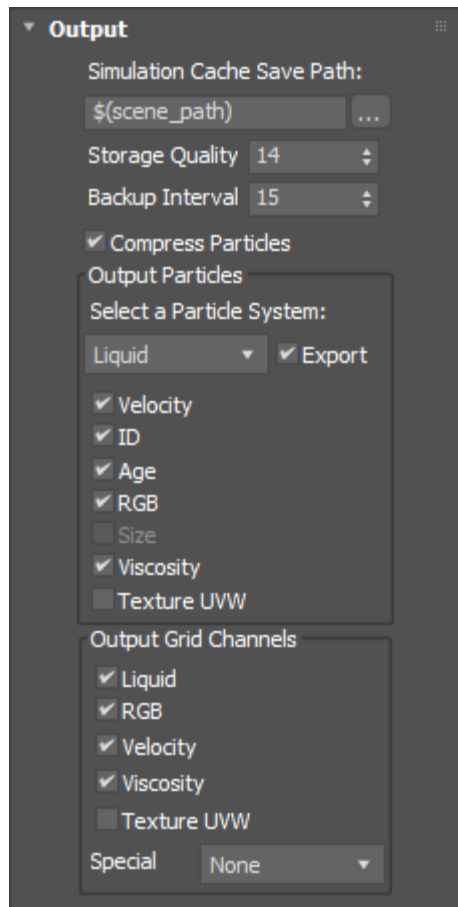 Output
Simulation Cache Save Path:
$(scene_path) ...
Storage Quality 14
Backup Interval 15
Compress Particles
Output Particles
Select a Particle System:
Liquid Export
Velocity
ID
Age
RGB
Size
Viscosity
Texture UVW
Output Grid Channels
Liquid
RGB
Velocity
Viscosity
Texture UVW
Special None